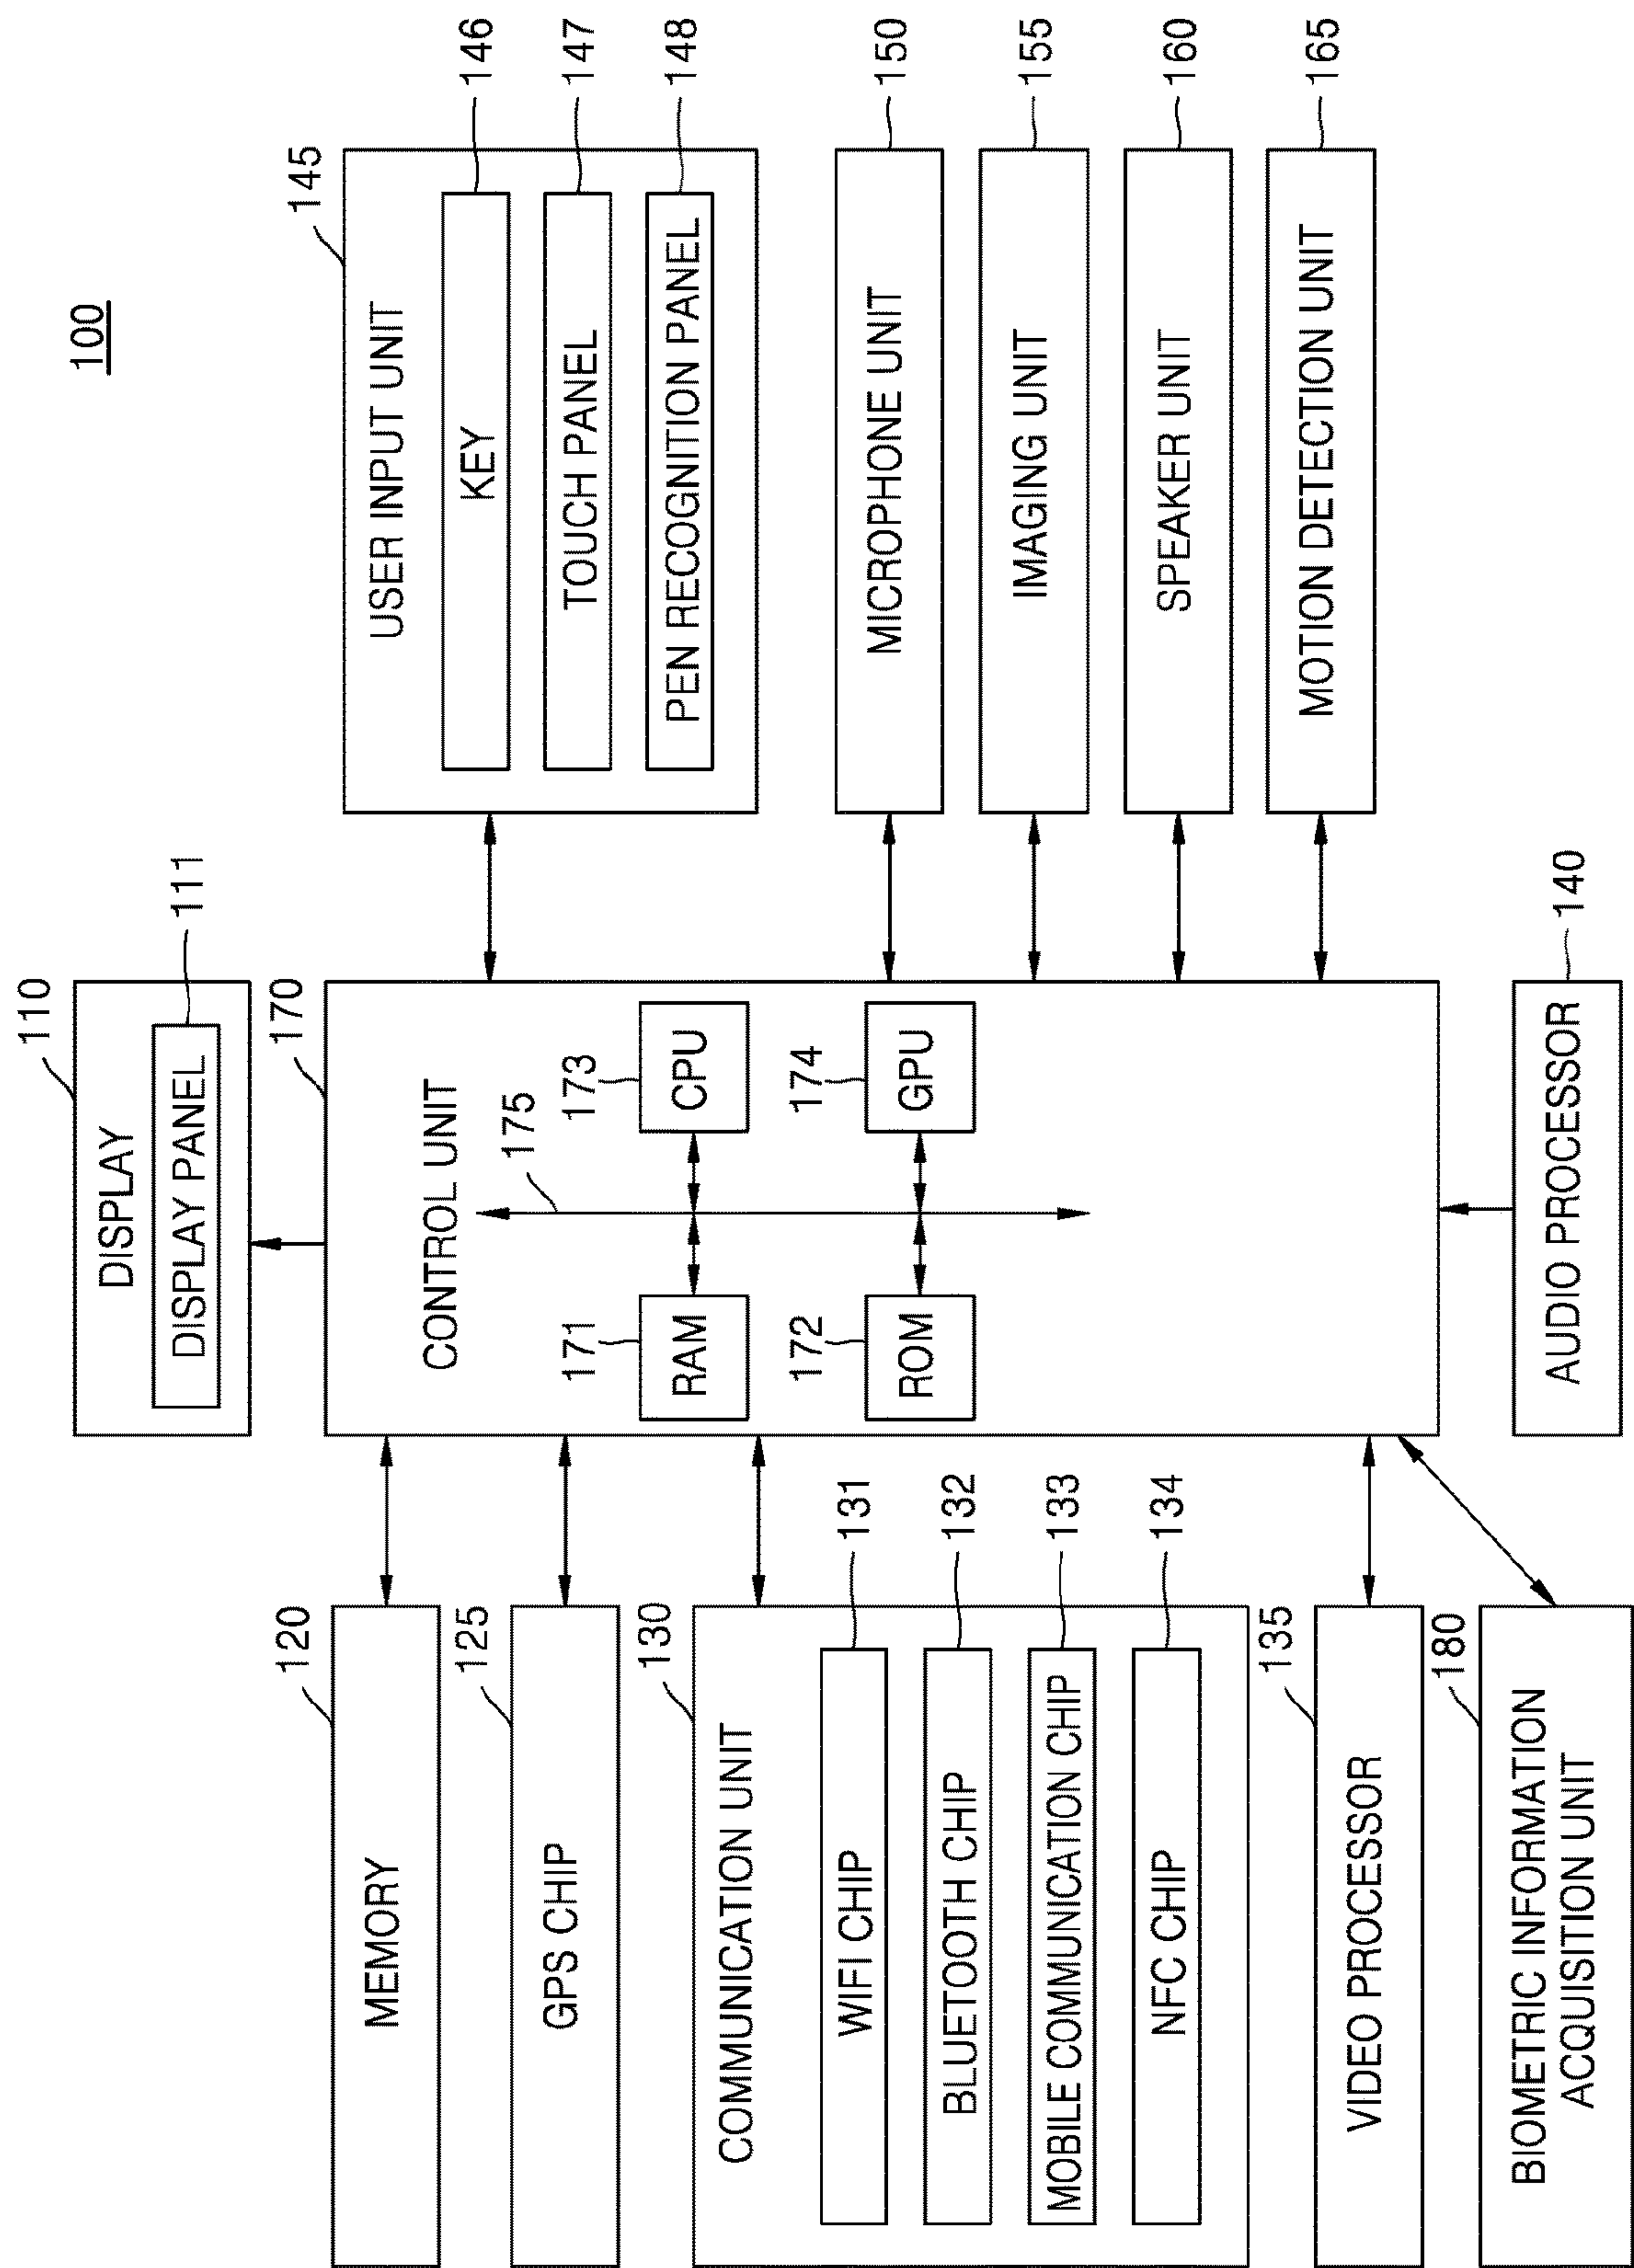 100
110
DISPLAY
DISPLAY PANEL
111
120
MEMORY
125
GPS CHIP
130
COMMUNICATION UNIT
WIFI CHIP
131
BLUETOOTH CHIP
132
MOBILE COMMUNICATION CHIP
133
NFC CHIP
134
135
VIDEO PROCESSOR
180
BIOMETRIC INFORMATION
ACQUISITION UNIT
170
CONTROL UNIT
175
171
RAM
173
CPU
172
ROM
174
GPU
AUDIO PROCESSOR
140
145
USER INPUT UNIT
KEY
146
TOUCH PANEL
147
PEN RECOGNITION PANEL
148
MICROPHONE UNIT
150
IMAGING UNIT
155
SPEAKER UNIT
160
MOTION DETECTION UNIT
165